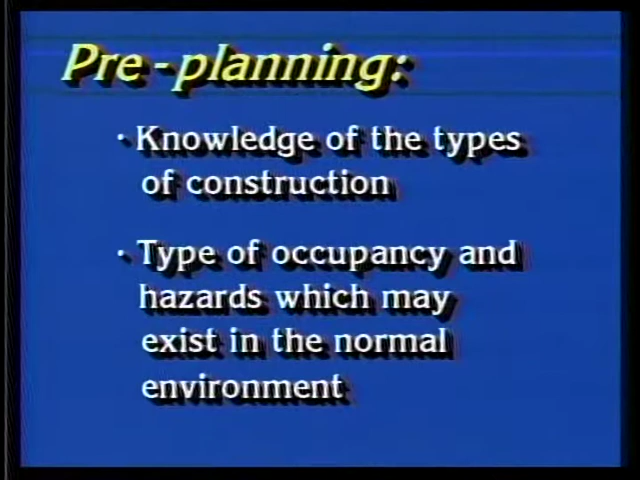 Pre-planning:
· Knowledge of the types
of construction
· Type of occupancy and
hazards which may
exist in the normal
environment